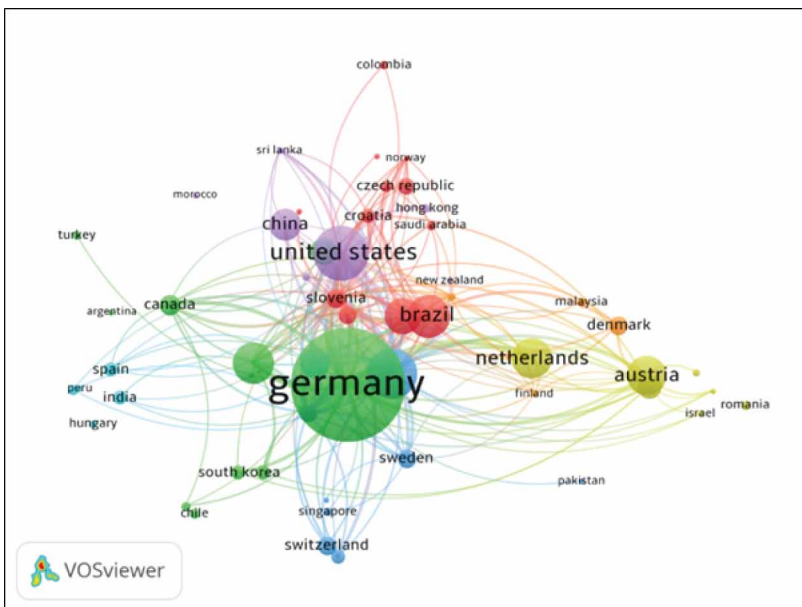 colombia
sri lanka
norway
czech republic
morocco
hong kong
croatia
saudi arabia
china
turkey
united states
new zealand
slovenia
malaysia
canada
argentina
brazil
denmark
netherlands
spain
austria
germany
peru
india
finland
romania
israel
hungary
sweden
south korea
pakistan
chile
singapore
switzerland
VOSviewer